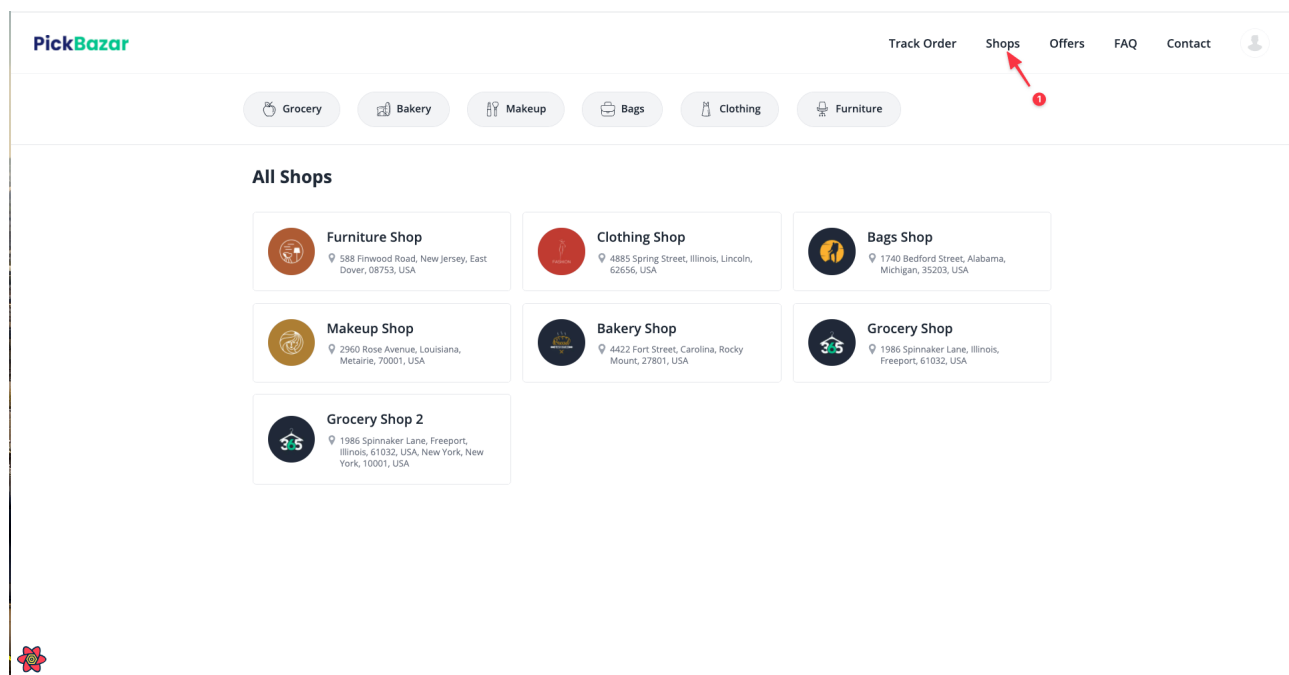 PickBazar
Track Order
Shops
Offers
FAQ
Contact
1
Grocery
Bakery
Makeup
Bags
Clothing
Furniture
All Shops
Furniture Shop
588 Finwood Road, New Jersey, East
Dover, 08753, USA
Clothing Shop
4885 Spring Street, Illinois, Lincoln,
62656, USA
Bags Shop
1740 Bedford Street, Alabama,
Michigan, 35203, USA
Makeup Shop
2960 Rose Avenue, Louisiana,
Metairie, 70001, USA
Bakery Shop
4422 Fort Street, Carolina, Rocky
Mount, 27801, USA
365
Grocery Shop
1986 Spinnaker Lane, Illinois,
Freeport, 61032, USA
365
Grocery Shop 2
1986 Spinnaker Lane, Freeport,
Illinois, 61032, USA, New York, New
York, 10001, USA